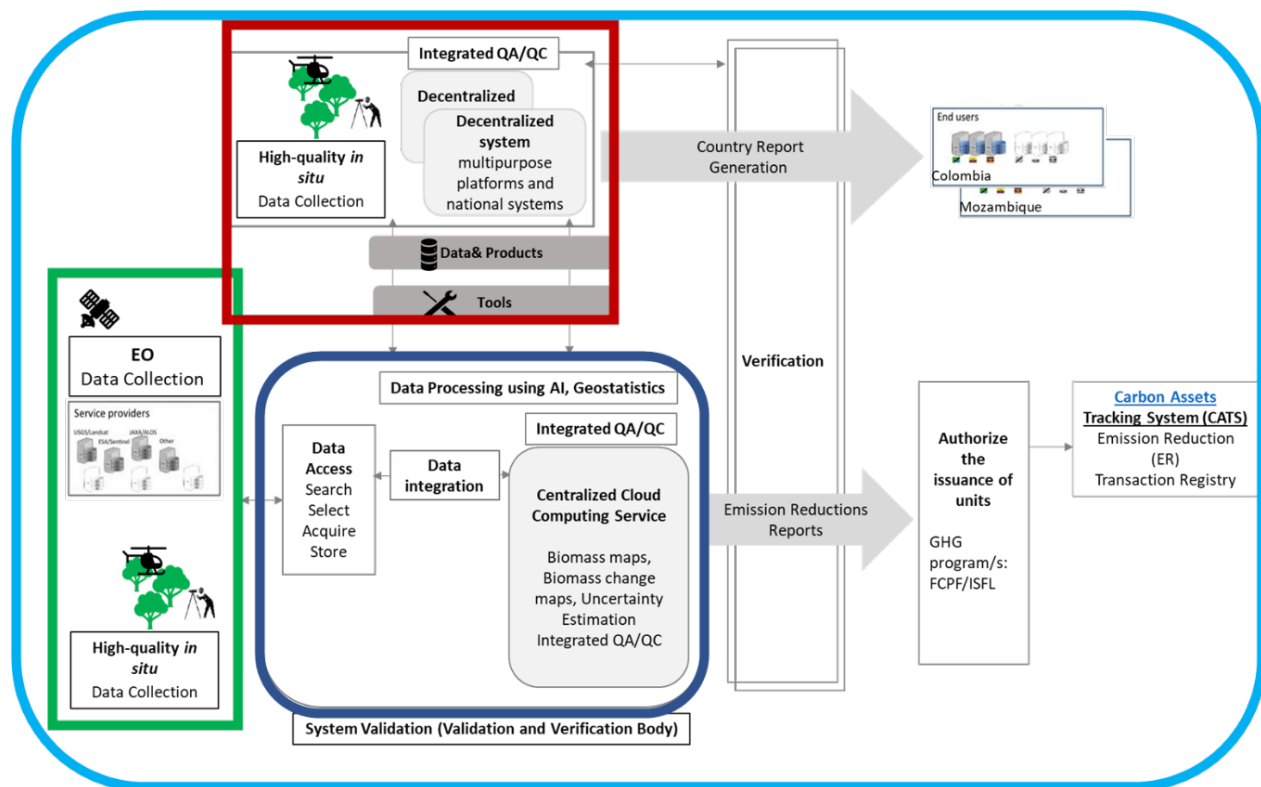 Integrated QA/QC
Decentralized
Decentralized
system
multipurpose
platforms and
national systems
High-quality in
situ
Data Collection
Data& Products
Tools
Country Report
Generation
End users
Colombia
Mozambique
EO
Data Collection
Service providers
USGS/Landsat
JAXA/ALOS
ESA/Sentinel
Other
High-quality in
situ
Data Collection
Data Processing using AI, Geostatistics
Integrated QA/QC
Data
Access
Search
Select
Acquire
Store
Data
integration
Centralized Cloud
Computing Service
Biomass maps,
Biomass change
maps, Uncertainty
Estimation
Integrated QA/QC
System Validation (Validation and Verification Body)
Verification
Emission Reductions
Reports
Authorize
the
issuance of
units
GHG
program/s:
FCPF/ISFL
Carbon Assets
Tracking System (CATS)
Emission Reduction
(ER)
Transaction Registry